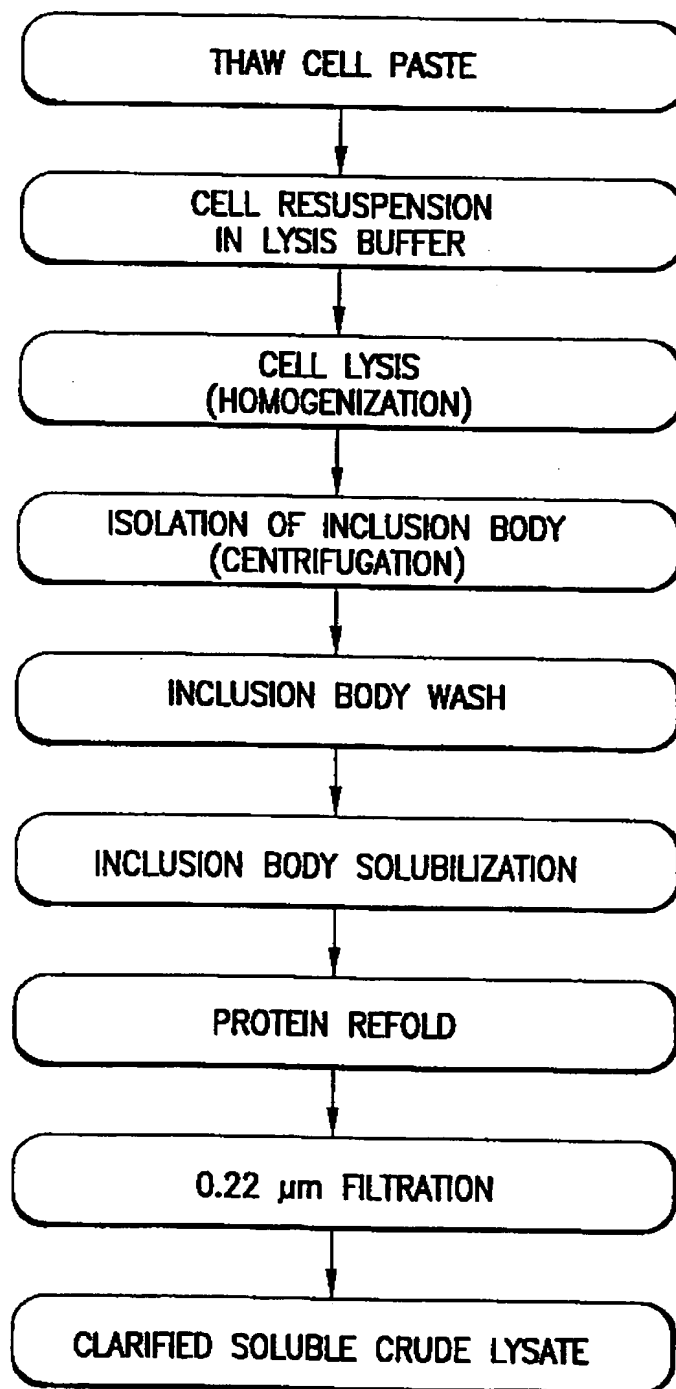 THAW CELL PASTE
CELL RESUSPENSION
IN LYSIS BUFFER
CELL LYSIS
(HOMOGENIZATION)
ISOLATION OF INCLUSION BODY
(CENTRIFUGATION)
INCLUSION BODY WASH
INCLUSION BODY SOLUBILIZATION
PROTEIN REFOLD
0.22 µm FILTRATION
CLARIFIED SOLUBLE CRUDE LYSATE